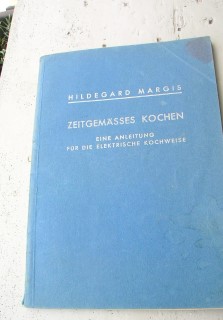 HILDEGARD MARGIS
ZEITGEMÄSSES KOCHEN
EINE ANLEITUNG
FÜR DIE ELEKTRISCHE KOCHWEISE